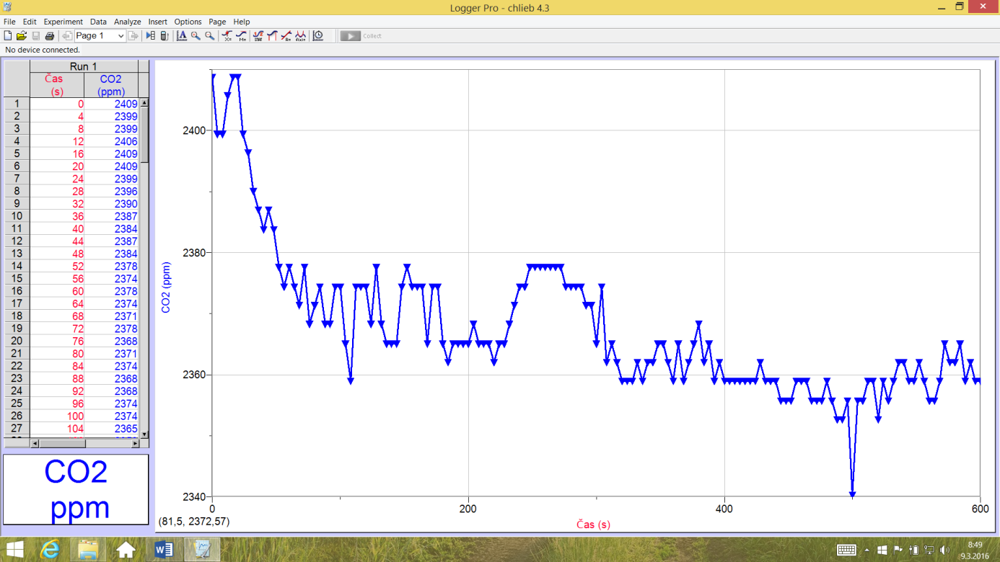 Logger Pro - chlieb 4.3
File Edit Experiment Data Analyze Insert Options Page Help
Page 1
Collect
No device connected.
Run 1
Čas (s) CO2 (ppm)
1 0 2409
2 4 2399
3 8 2399
4 12 2406
5 16 2409
6 20 2409
7 24 2399
8 28 2396
9 32 2390
10 36 2387
11 40 2384
12 44 2387
13 48 2384
14 52 2378
15 56 2374
16 60 2378
17 64 2374
18 68 2371
19 72 2378
20 76 2368
21 80 2371
22 84 2374
23 88 2368
24 92 2368
25 96 2374
26 100 2374
27 104 2365
CO2
ppm
CO2 (ppm)
2400
2380
2360
2340
0 200 400 600
(81,5, 2372,57)
Čas (s)
8:49
9.3.2016